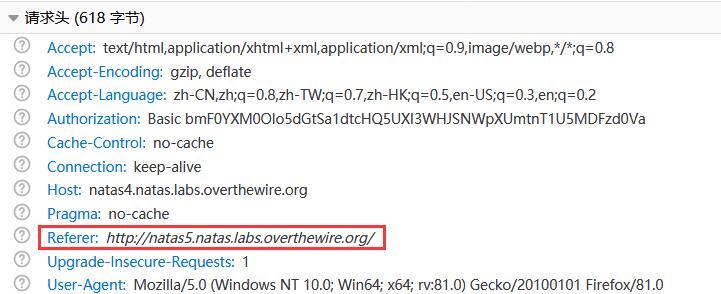 请求头 (618 字节)
Accept: text/html,application/xhtml+xml,application/xml;q=0.9,image/webp,*/*;q=0.8
Accept-Encoding: gzip, deflate
Accept-Language: zh-CN,zh;q=0.8,zh-TW;q=0.7,zh-HK;q=0.5,en-US;q=0.3,en;q=0.2
Authorization: Basic bmF0YXM0Olo5dGtSa1dtcHQ5UXI3WHJSNWpXUmtnT1U5MDFzd0Va
Cache-Control: no-cache
Connection: keep-alive
Host: natas4.natas.labs.overthewire.org
Pragma: no-cache
Referer: http://natas5.natas.labs.overthewire.org/
Upgrade-Insecure-Requests: 1
User-Agent: Mozilla/5.0 (Windows NT 10.0; Win64; x64; rv:81.0) Gecko/20100101 Firefox/81.0